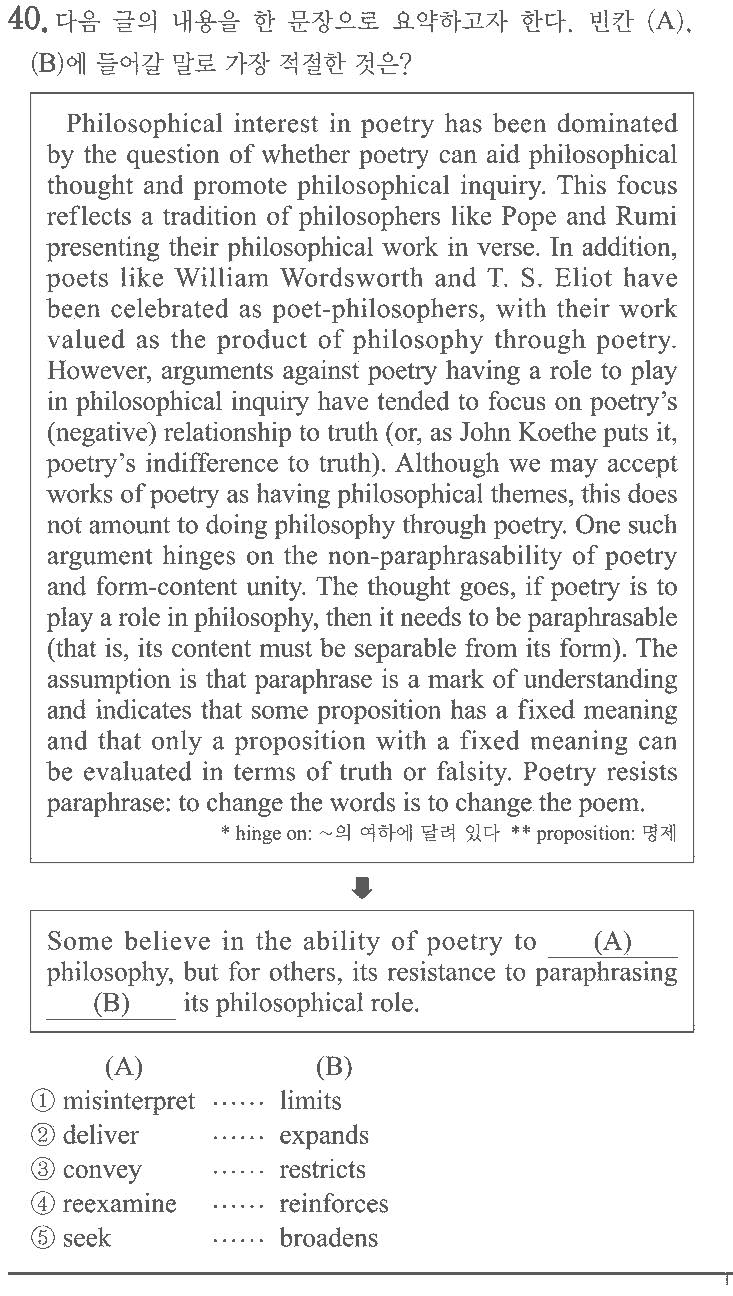 40. 다음 글의 내용을 한 문장으로 요약하고자 한다. 빈칸 (A),
(B)에 들어갈 말로 가장 적절한 것은?
Philosophical interest in poetry has been dominated
by the question of whether poetry can aid philosophical
thought and promote philosophical inquiry. This focus
reflects a tradition of philosophers like Pope and Rumi
presenting their philosophical work in verse. In addition,
poets like William Wordsworth and T. S. Eliot have
been celebrated as poet-philosophers, with their work
valued as the product of philosophy through poetry.
However, arguments against poetry having a role to play
in philosophical inquiry have tended to focus on poetry's
(negative) relationship to truth (or, as John Koethe puts it,
poetry's indifference to truth). Although we may accept
works of poetry as having philosophical themes, this does
not amount to doing philosophy through poetry. One such
argument hinges on the non-paraphrasability of poetry
and form-content unity. The thought goes, if poetry is to
play a role in philosophy, then it needs to be paraphrasable
(that is, its content must be separable from its form). The
assumption is that paraphrase is a mark of understanding
and indicates that some proposition has a fixed meaning
and that only a proposition with a fixed meaning can
be evaluated in terms of truth or falsity. Poetry resists
paraphrase: to change the words is to change the poem.
* hinge on: ~의 여하에 달려 있다 ** proposition: 명제
Some believe in the ability of poetry to (A)
philosophy, but for others, its resistance to paraphrasing
(B) its philosophical role.
(A) (B)
① misinterpret …… limits
② deliver …… expands
③ convey …… restricts
④ reexamine …… reinforces
⑤ seek …… broadens